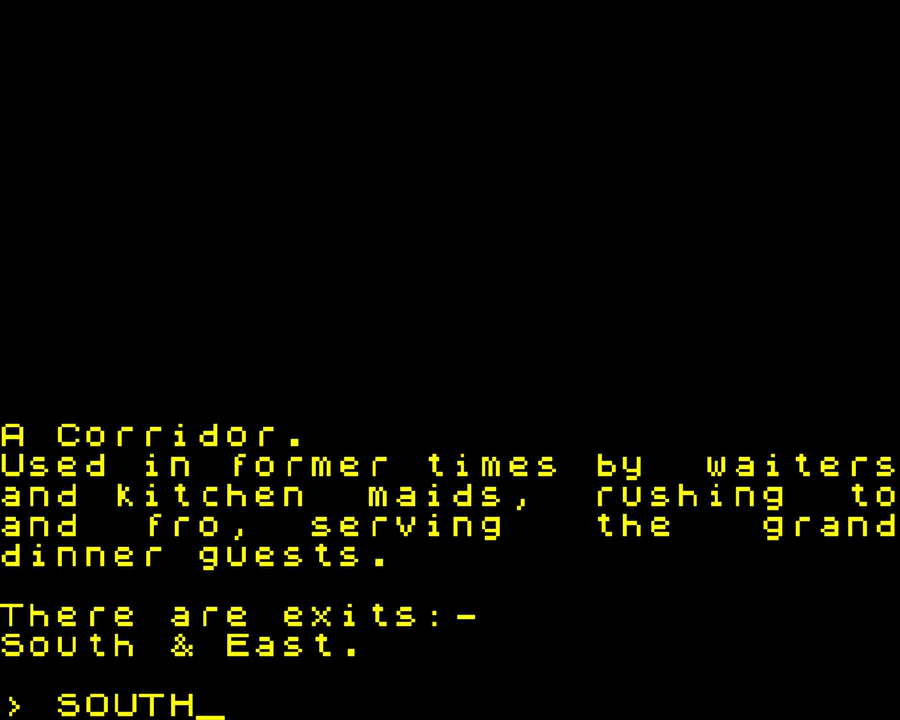 A Corridor.
Used in former times by waiters
and kitchen maids, rushing to
and fro, serving the grand
dinner guests.
There are exits:-
South & East.
> SOUTH_